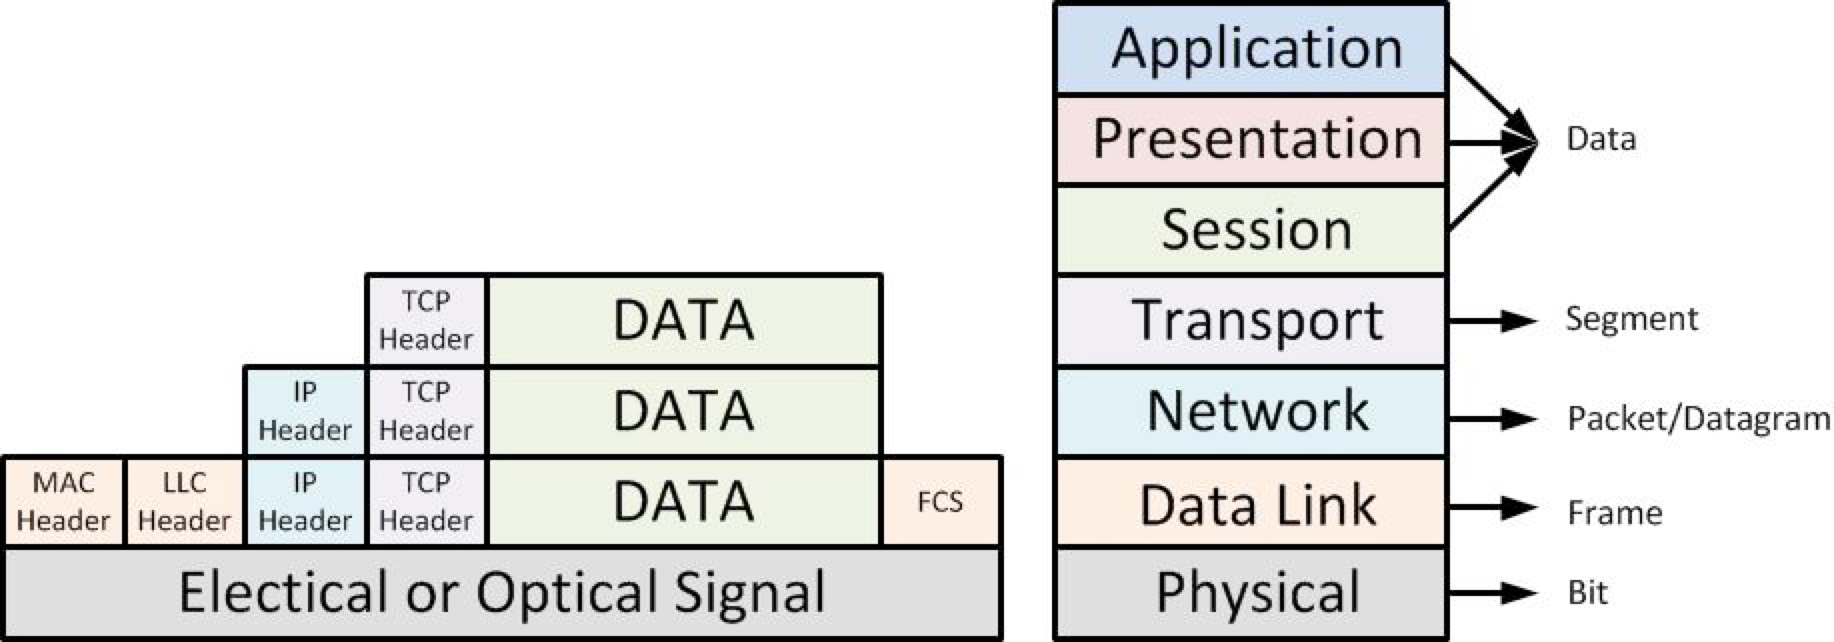 Application
Presentation
Data
Session
TCP
Header
DATA
Transport
Segment
IP
Header
TCP
Header
DATA
Network
Packet/Datagram
MAC
Header
LLC
Header
IP
Header
TCP
Header
DATA
FCS
Data Link
Frame
Electical or Optical Signal
Physical
Bit